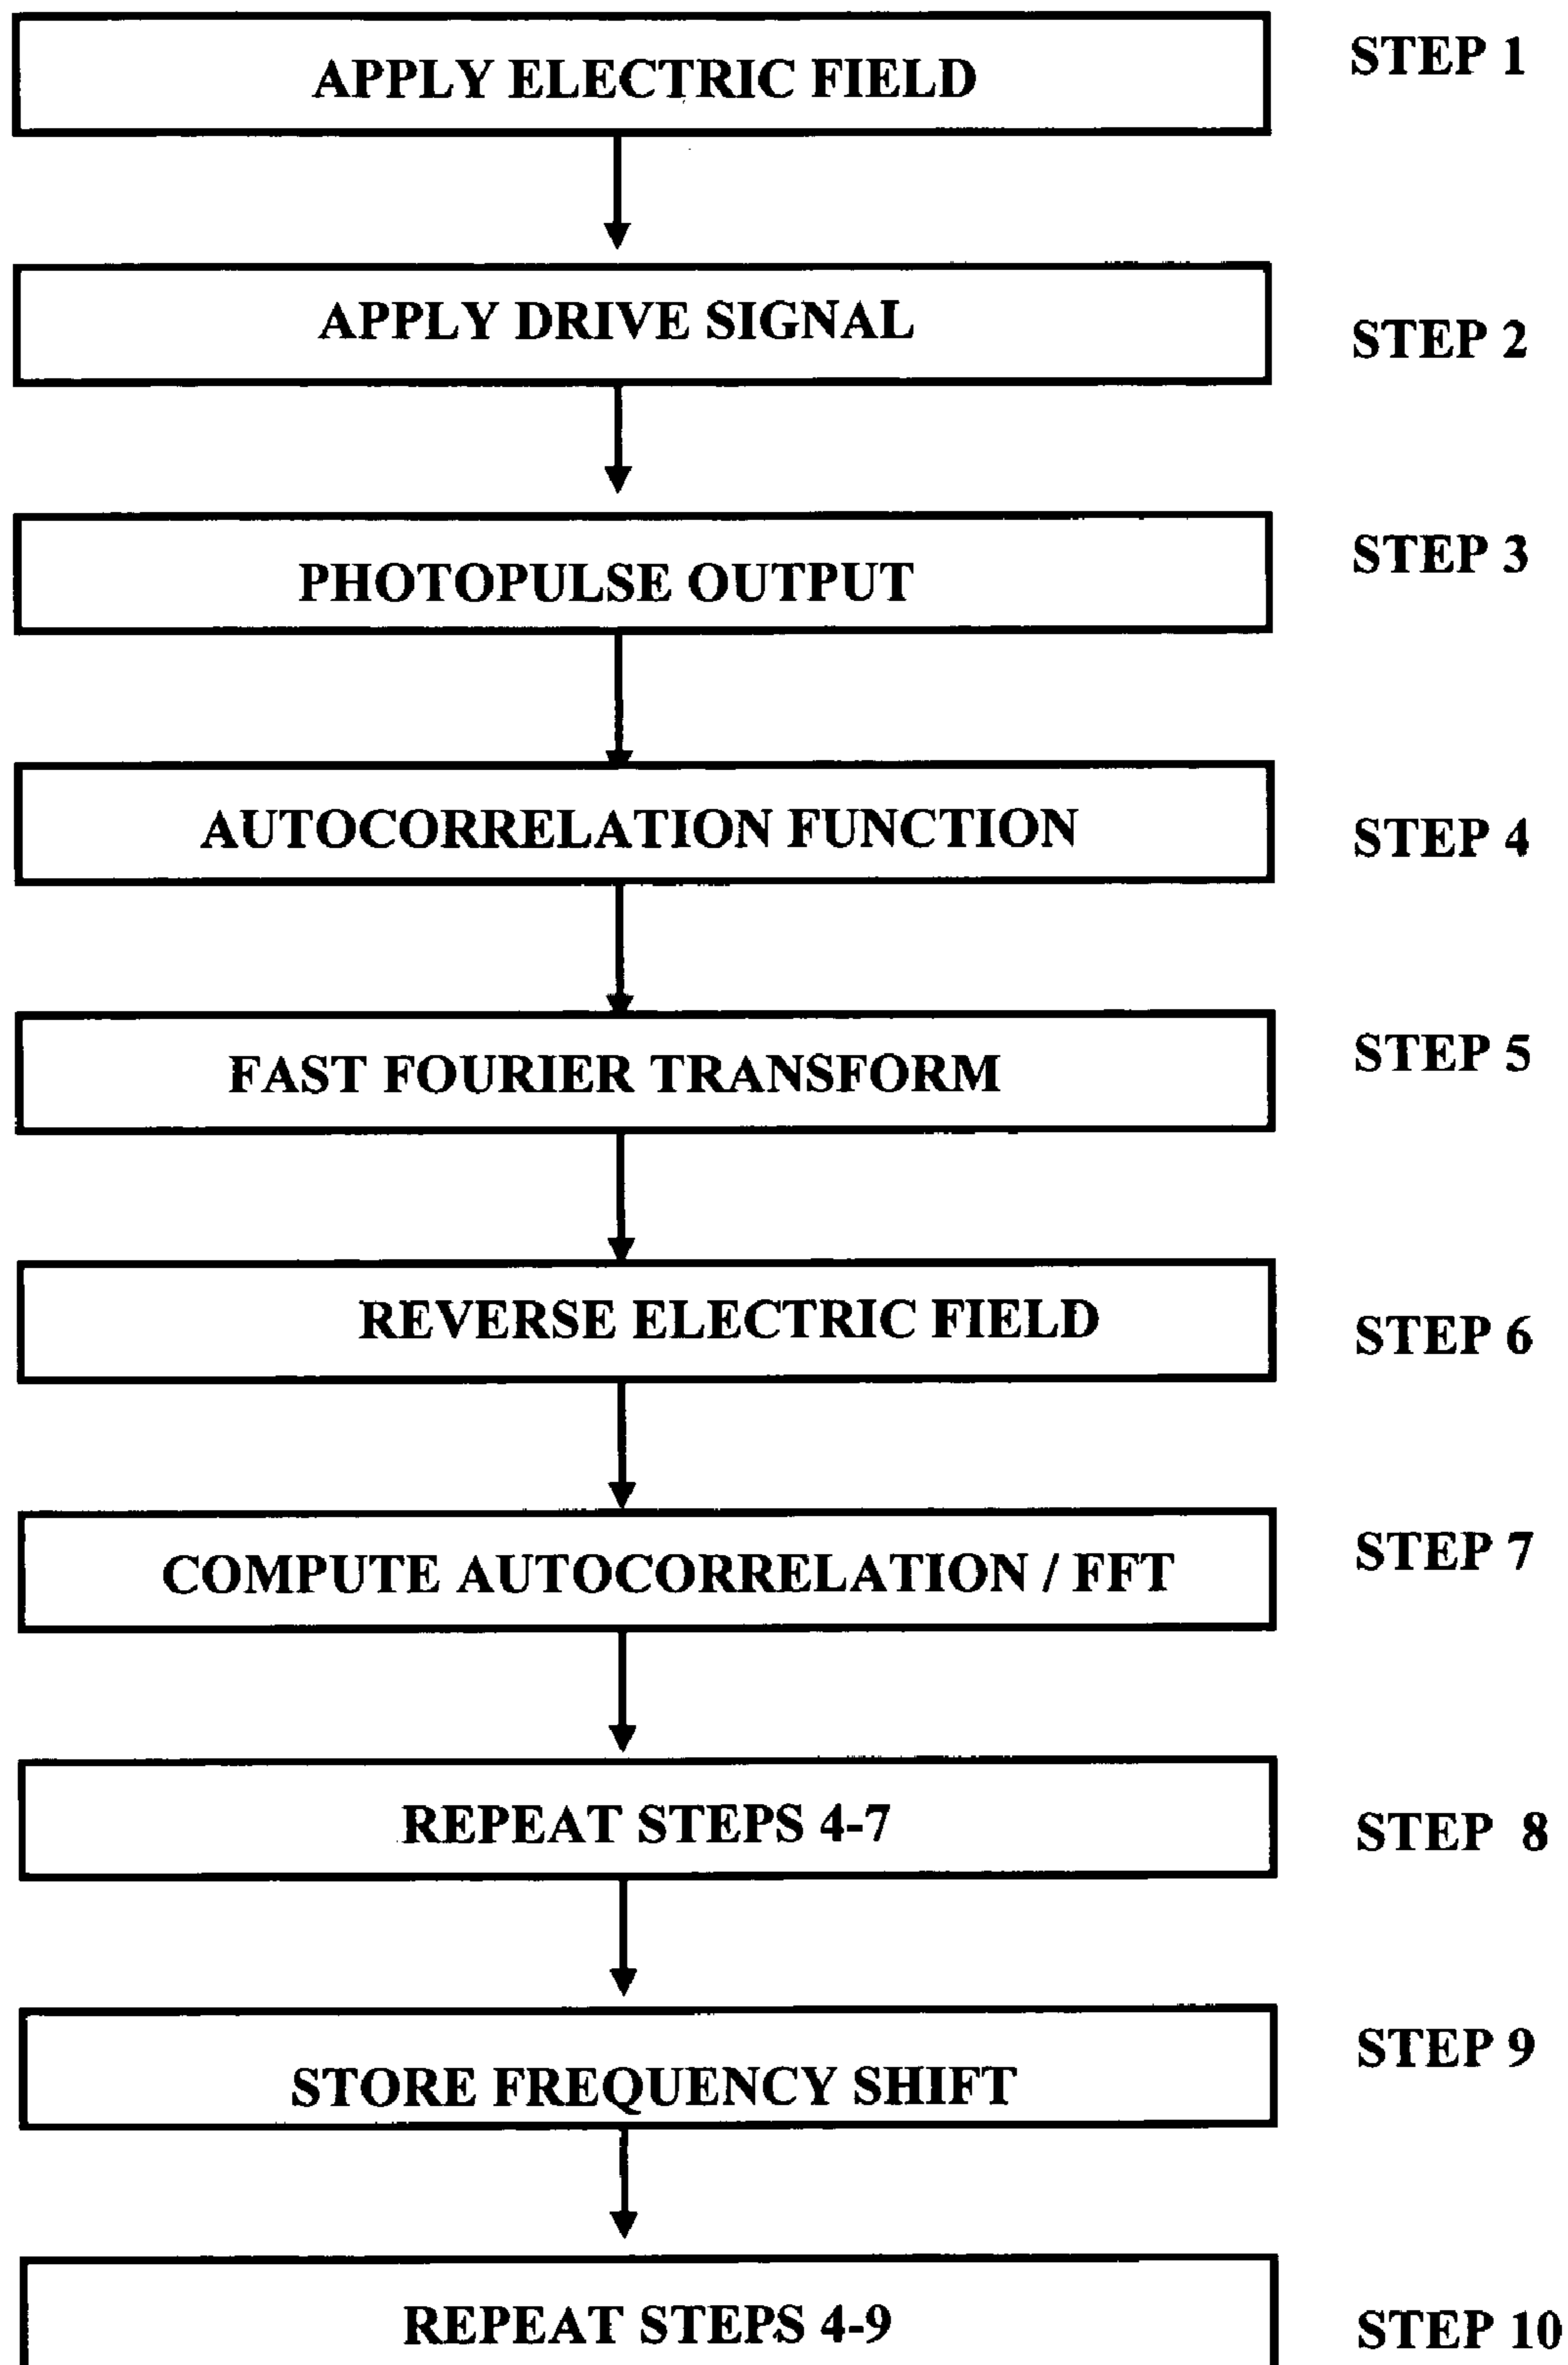 APPLY ELECTRIC FIELD
STEP 1
APPLY DRIVE SIGNAL
STEP 2
PHOTOPULSE OUTPUT
STEP 3
AUTOCORRELATION FUNCTION
STEP 4
FAST FOURIER TRANSFORM
STEP 5
REVERSE ELECTRIC FIELD
STEP 6
COMPUTE AUTOCORRELATION / FFT
STEP 7
REPEAT STEPS 4-7
STEP 8
STORE FREQUENCY SHIFT
STEP 9
REPEAT STEPS 4-9
STEP 10